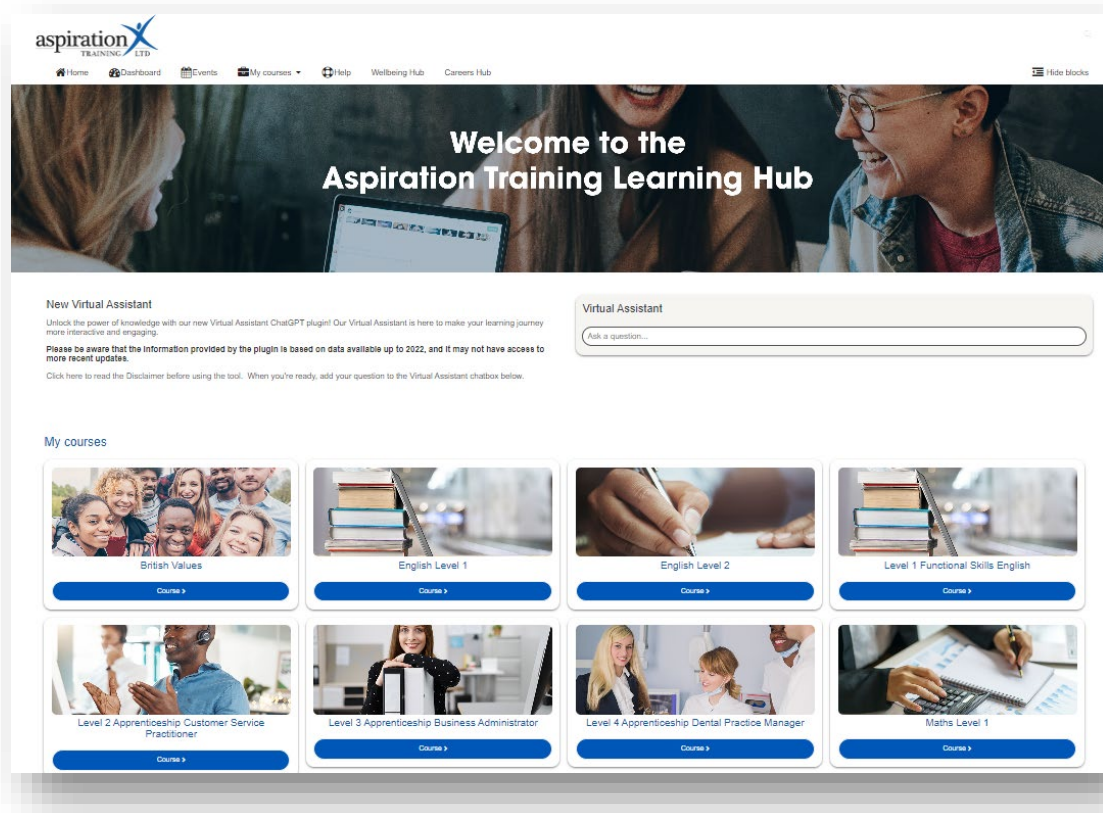 aspiration
TRAINING LTD
Home Dashboard Events My courses Help Wellbeing Hub Careers Hub Hide blocks
Welcome to the
Aspiration Training Learning Hub
New Virtual Assistant
Unlock the power of knowledge with our new Virtual Assistant ChatGPT plugin! Our Virtual Assistant is here to make your learning journey
more interactive and engaging.
Please be aware that the information provided by the plugin is based on data available up to 2022, and it may not have access to
more recent updates.
Click here to read the Disclaimer before using the tool. When you're ready, add your question to the Virtual Assistant chatbox below.
Virtual Assistant
Ask a question...
My courses
British Values
Course >
English Level 1
Course >
English Level 2
Course >
Level 1 Functional Skills English
Course >
Level 2 Apprenticeship Customer Service
Practitioner
Course >
Level 3 Apprenticeship Business Administrator
Course >
Level 4 Apprenticeship Dental Practice Manager
Course >
Maths Level 1
Course >